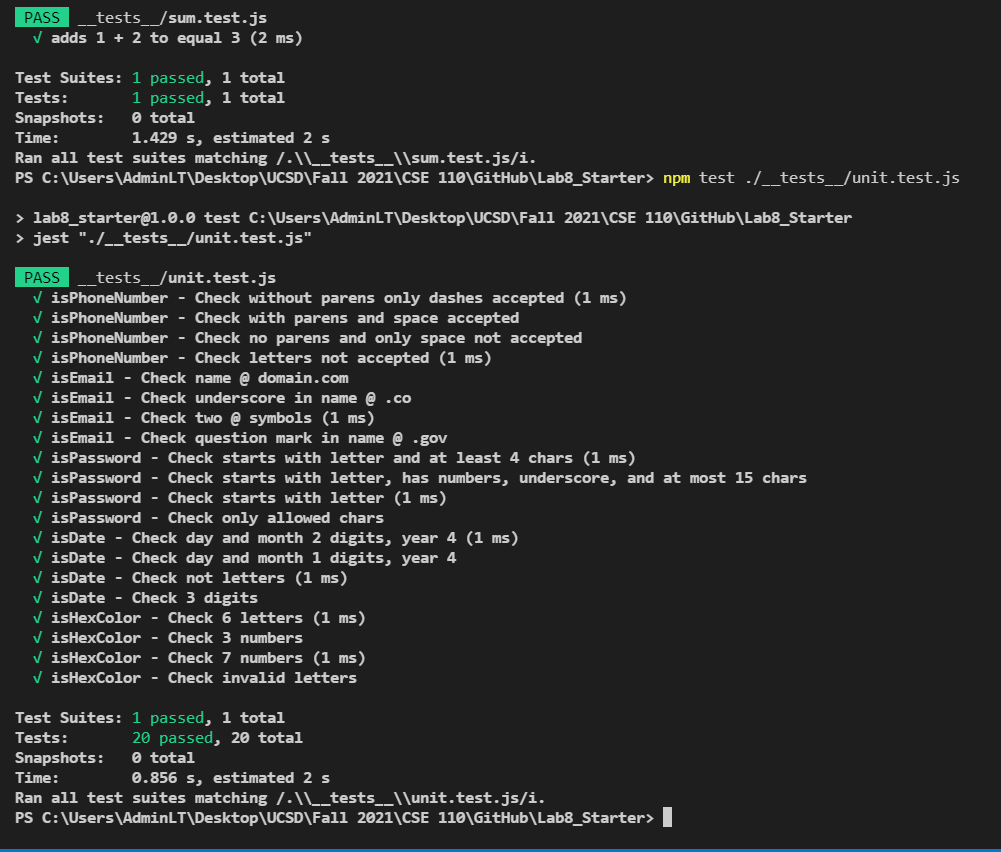 PASS __tests__/sum.test.js
√ adds 1 + 2 to equal 3 (2 ms)
Test Suites: 1 passed, 1 total
Tests:       1 passed, 1 total
Snapshots:   0 total
Time:        1.429 s, estimated 2 s
Ran all test suites matching /.\\__tests__\\sum.test.js/i.
PS C:\Users\AdminLT\Desktop\UCSD\Fall 2021\CSE 110\GitHub\Lab8_Starter> npm test ./__tests__/unit.test.js
> lab8_starter@1.0.0 test C:\Users\AdminLT\Desktop\UCSD\Fall 2021\CSE 110\GitHub\Lab8_Starter
> jest "./__tests__/unit.test.js"
PASS __tests__/unit.test.js
√ isPhoneNumber - Check without parens only dashes accepted (1 ms)
√ isPhoneNumber - Check with parens and space accepted
√ isPhoneNumber - Check no parens and only space not accepted
√ isPhoneNumber - Check letters not accepted (1 ms)
√ isEmail - Check name @ domain.com
√ isEmail - Check underscore in name @ .co
√ isEmail - Check two @ symbols (1 ms)
√ isEmail - Check question mark in name @ .gov
√ isPassword - Check starts with letter and at least 4 chars (1 ms)
√ isPassword - Check starts with letter, has numbers, underscore, and at most 15 chars
√ isPassword - Check starts with letter (1 ms)
√ isPassword - Check only allowed chars
√ isDate - Check day and month 2 digits, year 4 (1 ms)
√ isDate - Check day and month 1 digits, year 4
√ isDate - Check not letters (1 ms)
√ isDate - Check 3 digits
√ isHexColor - Check 6 letters (1 ms)
√ isHexColor - Check 3 numbers
√ isHexColor - Check 7 numbers (1 ms)
√ isHexColor - Check invalid letters
Test Suites: 1 passed, 1 total
Tests:       20 passed, 20 total
Snapshots:   0 total
Time:        0.856 s, estimated 2 s
Ran all test suites matching /.\\__tests__\\unit.test.js/i.
PS C:\Users\AdminLT\Desktop\UCSD\Fall 2021\CSE 110\GitHub\Lab8_Starter>